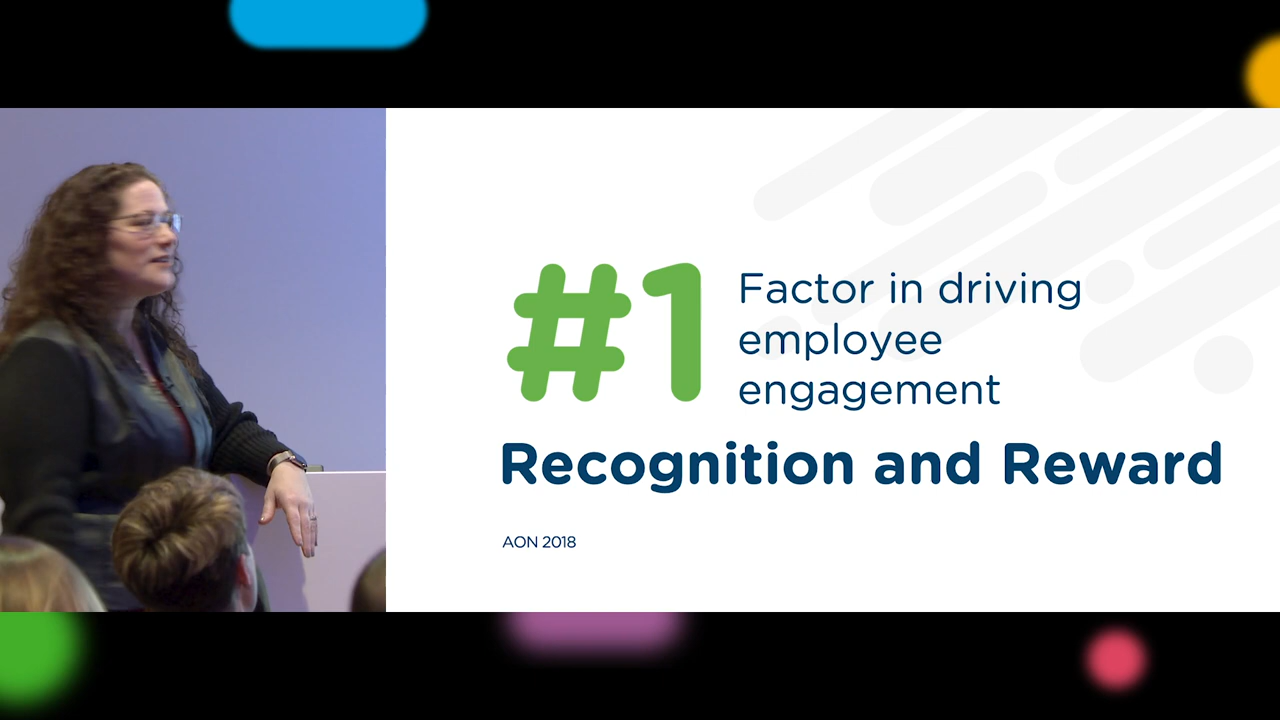 #1
Factor in driving
employee
engagement
Recognition and Reward
AON 2018